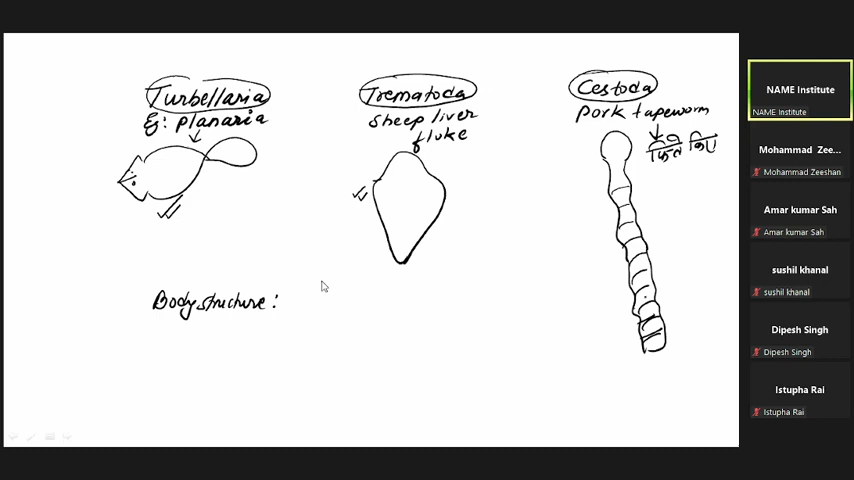 Turbellaria
Eg: planaria
Trematoda
sheep liver
fluke
Cestoda
pork tapeworm
Body structure:
NAME Institute
NAME Institute
Mohammad Zee...
Mohammad Zeeshan
Amar kumar Sah
Amar kumar Sah
sushil khanal
sushil khanal
Dipesh Singh
Dipesh Singh
Istupha Rai
Istupha Rai